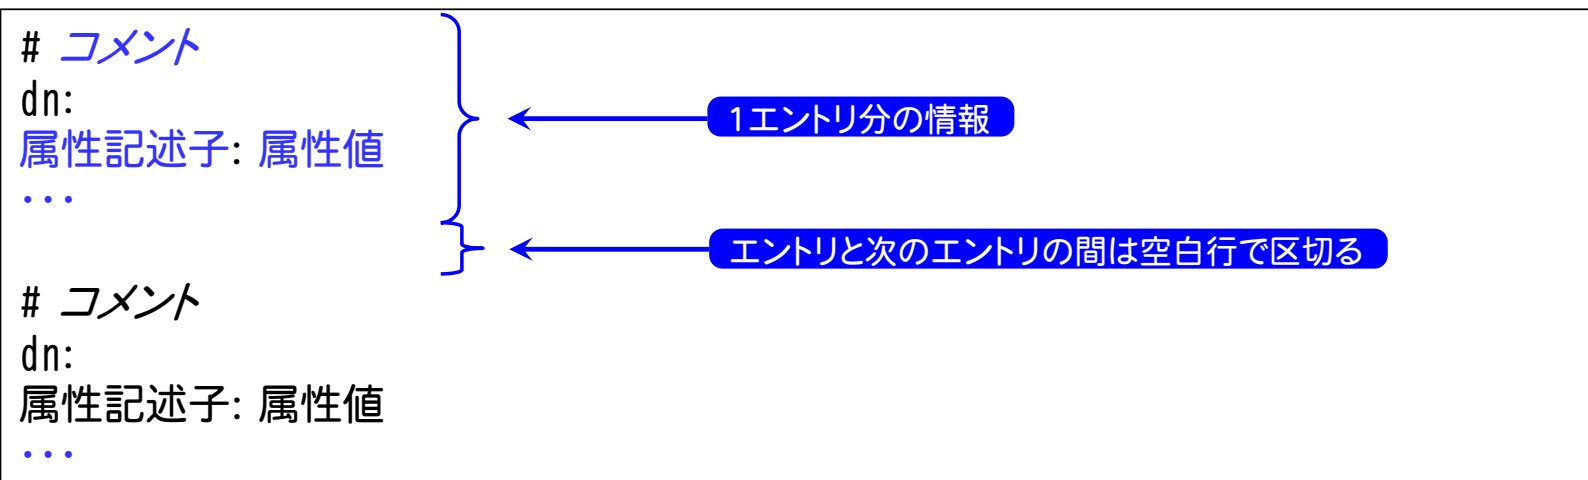 # コメント
dn:
属性記述子: 属性値
...
1エントリ分の情報
エントリと次のエントリの間は空白行で区切る
# コメント
dn:
属性記述子: 属性値
...